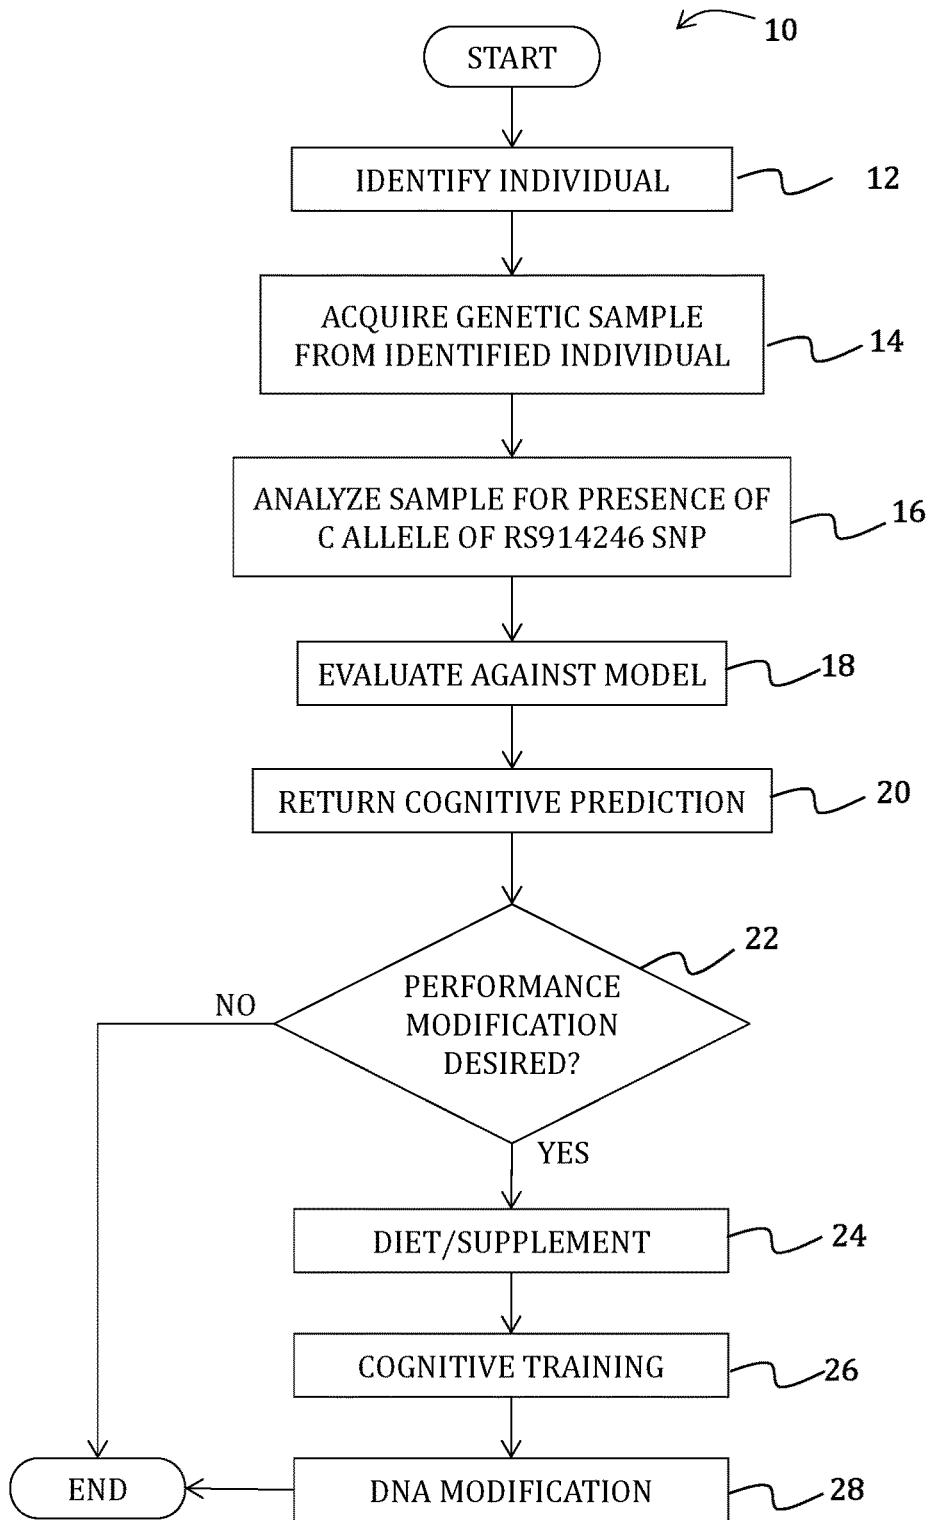 10
START
IDENTIFY INDIVIDUAL
12
ACQUIRE GENETIC SAMPLE
FROM IDENTIFIED INDIVIDUAL
14
ANALYZE SAMPLE FOR PRESENCE OF
C ALLELE OF RS914246 SNP
16
EVALUATE AGAINST MODEL
18
RETURN COGNITIVE PREDICTION
20
22
PERFORMANCE
MODIFICATION
DESIRED?
NO
YES
DIET/SUPPLEMENT
24
COGNITIVE TRAINING
26
DNA MODIFICATION
28
END